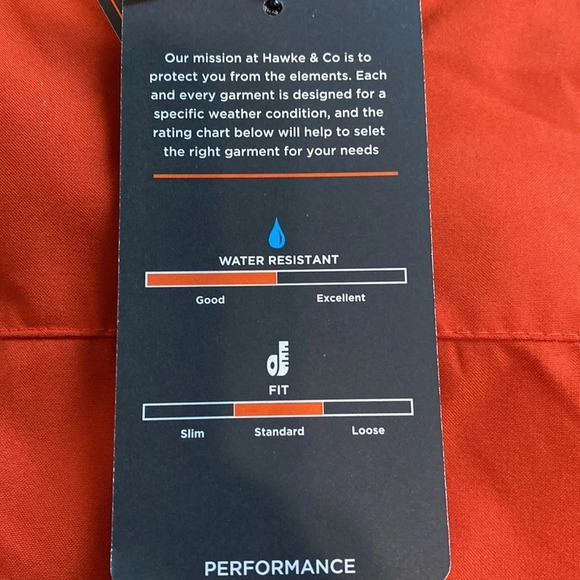 Our mission at Hawke & Co is to
protect you from the elements. Each
and every garment is designed for a
specific weather condition, and the
rating chart below will help to selet
the right garment for your needs
WATER RESISTANT
Good Excellent
FIT
Slim Standard Loose
PERFORMANCE